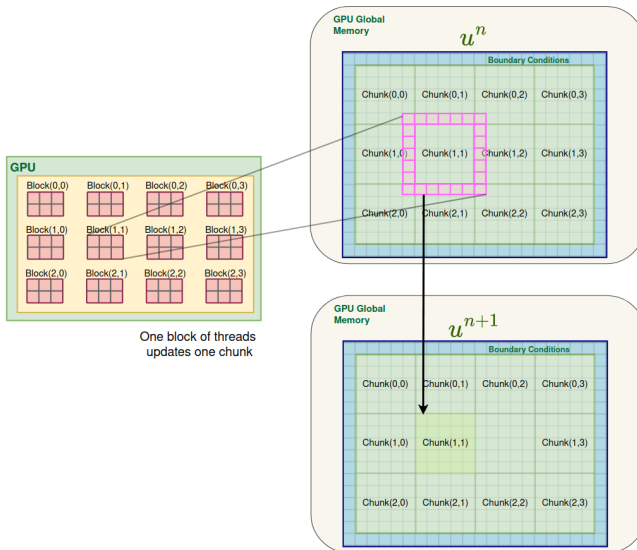 GPU Global
Memory
u^n
Boundary Conditions
Chunk(0,0) Chunk(0,1) Chunk(0,2) Chunk(0,3)
Chunk(1,0) Chunk(1,1) Chunk(1,2) Chunk(1,3)
Chunk(2,0) Chunk(2,1) Chunk(2,2) Chunk(2,3)
GPU
Block(0,0) Block(0,1) Block(0,2) Block(0,3)
Block(1,0) Block(1,1) Block(1,2) Block(1,3)
Block(2,0) Block(2,1) Block(2,2) Block(2,3)
One block of threads
updates one chunk
GPU Global
Memory
u^{n+1}
Boundary Conditions
Chunk(0,0) Chunk(0,1) Chunk(0,2) Chunk(0,3)
Chunk(1,0) Chunk(1,1) Chunk(1,3)
Chunk(2,0) Chunk(2,1) Chunk(2,2) Chunk(2,3)